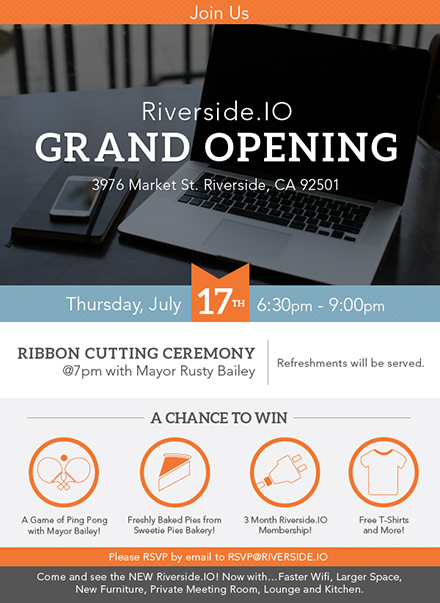 Join Us
Riverside.IO
GRAND OPENING
3976 Market St. Riverside, CA 92501
Thursday, July 17TH 6:30pm - 9:00pm
RIBBON CUTTING CEREMONY
@7pm with Mayor Rusty Bailey
Refreshments will be served.
A CHANCE TO WIN
A Game of Ping Pong
with Mayor Bailey!
Freshly Baked Pies from
Sweetie Pies Bakery!
3 Month Riverside.IO
Membership!
Free T-Shirts
and More!
Please RSVP by email to RSVP@RIVERSIDE.IO
Come and see the NEW Riverside.IO! Now with...Faster Wifi, Larger Space,
New Furniture, Private Meeting Room, Lounge and Kitchen.